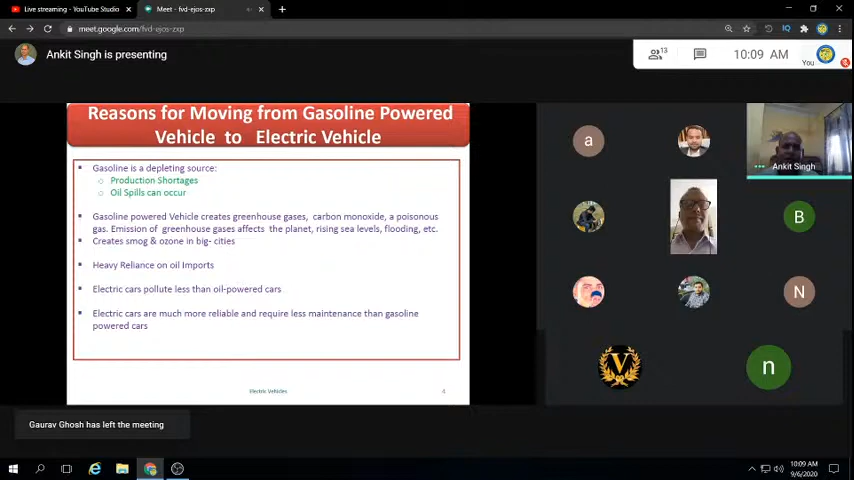 Live streaming - YouTube Studio
Meet - fvd-ejos-zxp
meet.google.com/fvd-ejos-zxp
Ankit Singh is presenting
13
10:09 AM
You
Reasons for Moving from Gasoline Powered
Vehicle to Electric Vehicle
Gasoline is a depleting source:
Production Shortages
Oil Spills can occur
Gasoline powered Vehicle creates greenhouse gases, carbon monoxide, a poisonous
gas. Emission of greenhouse gases affects the planet, rising sea levels, flooding, etc.
Creates smog & ozone in big- cities
Heavy Reliance on oil Imports
Electric cars pollute less than oil-powered cars
Electric cars are much more reliable and require less maintenance than gasoline
powered cars
Electric Vehicles
4
a
Ankit Singh
B
N
V
n
Gaurav Ghosh has left the meeting
10:09 AM
9/6/2020